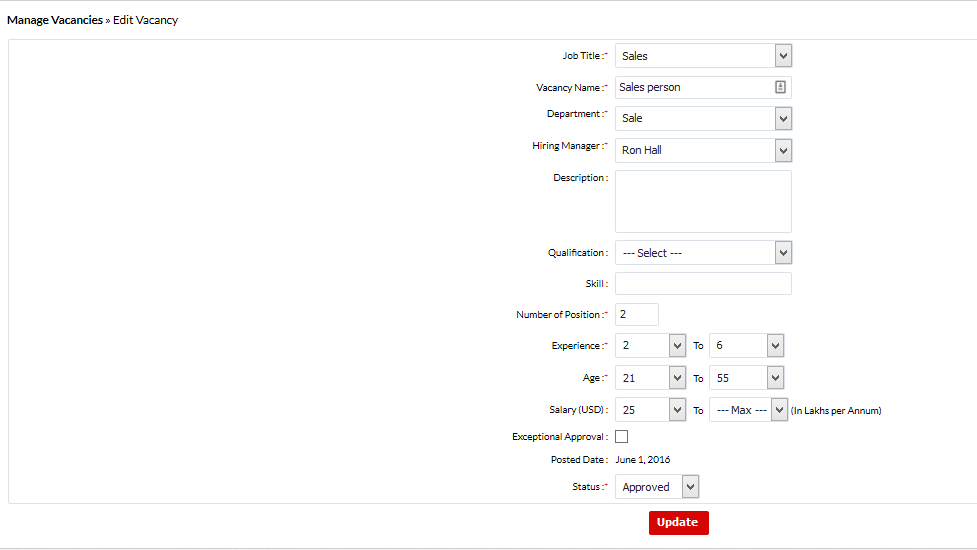 Manage Vacancies » Edit Vacancy
Job Title :* Sales
Vacancy Name :* Sales person
Department :* Sale
Hiring Manager :* Ron Hall
Description :
Qualification : --- Select ---
Skill :
Number of Position :* 2
Experience :* 2 To 6
Age :* 21 To 55
Salary (USD) : 25 To --- Max --- (In Lakhs per Annum)
Exceptional Approval :
Posted Date : June 1, 2016
Status :* Approved
Update